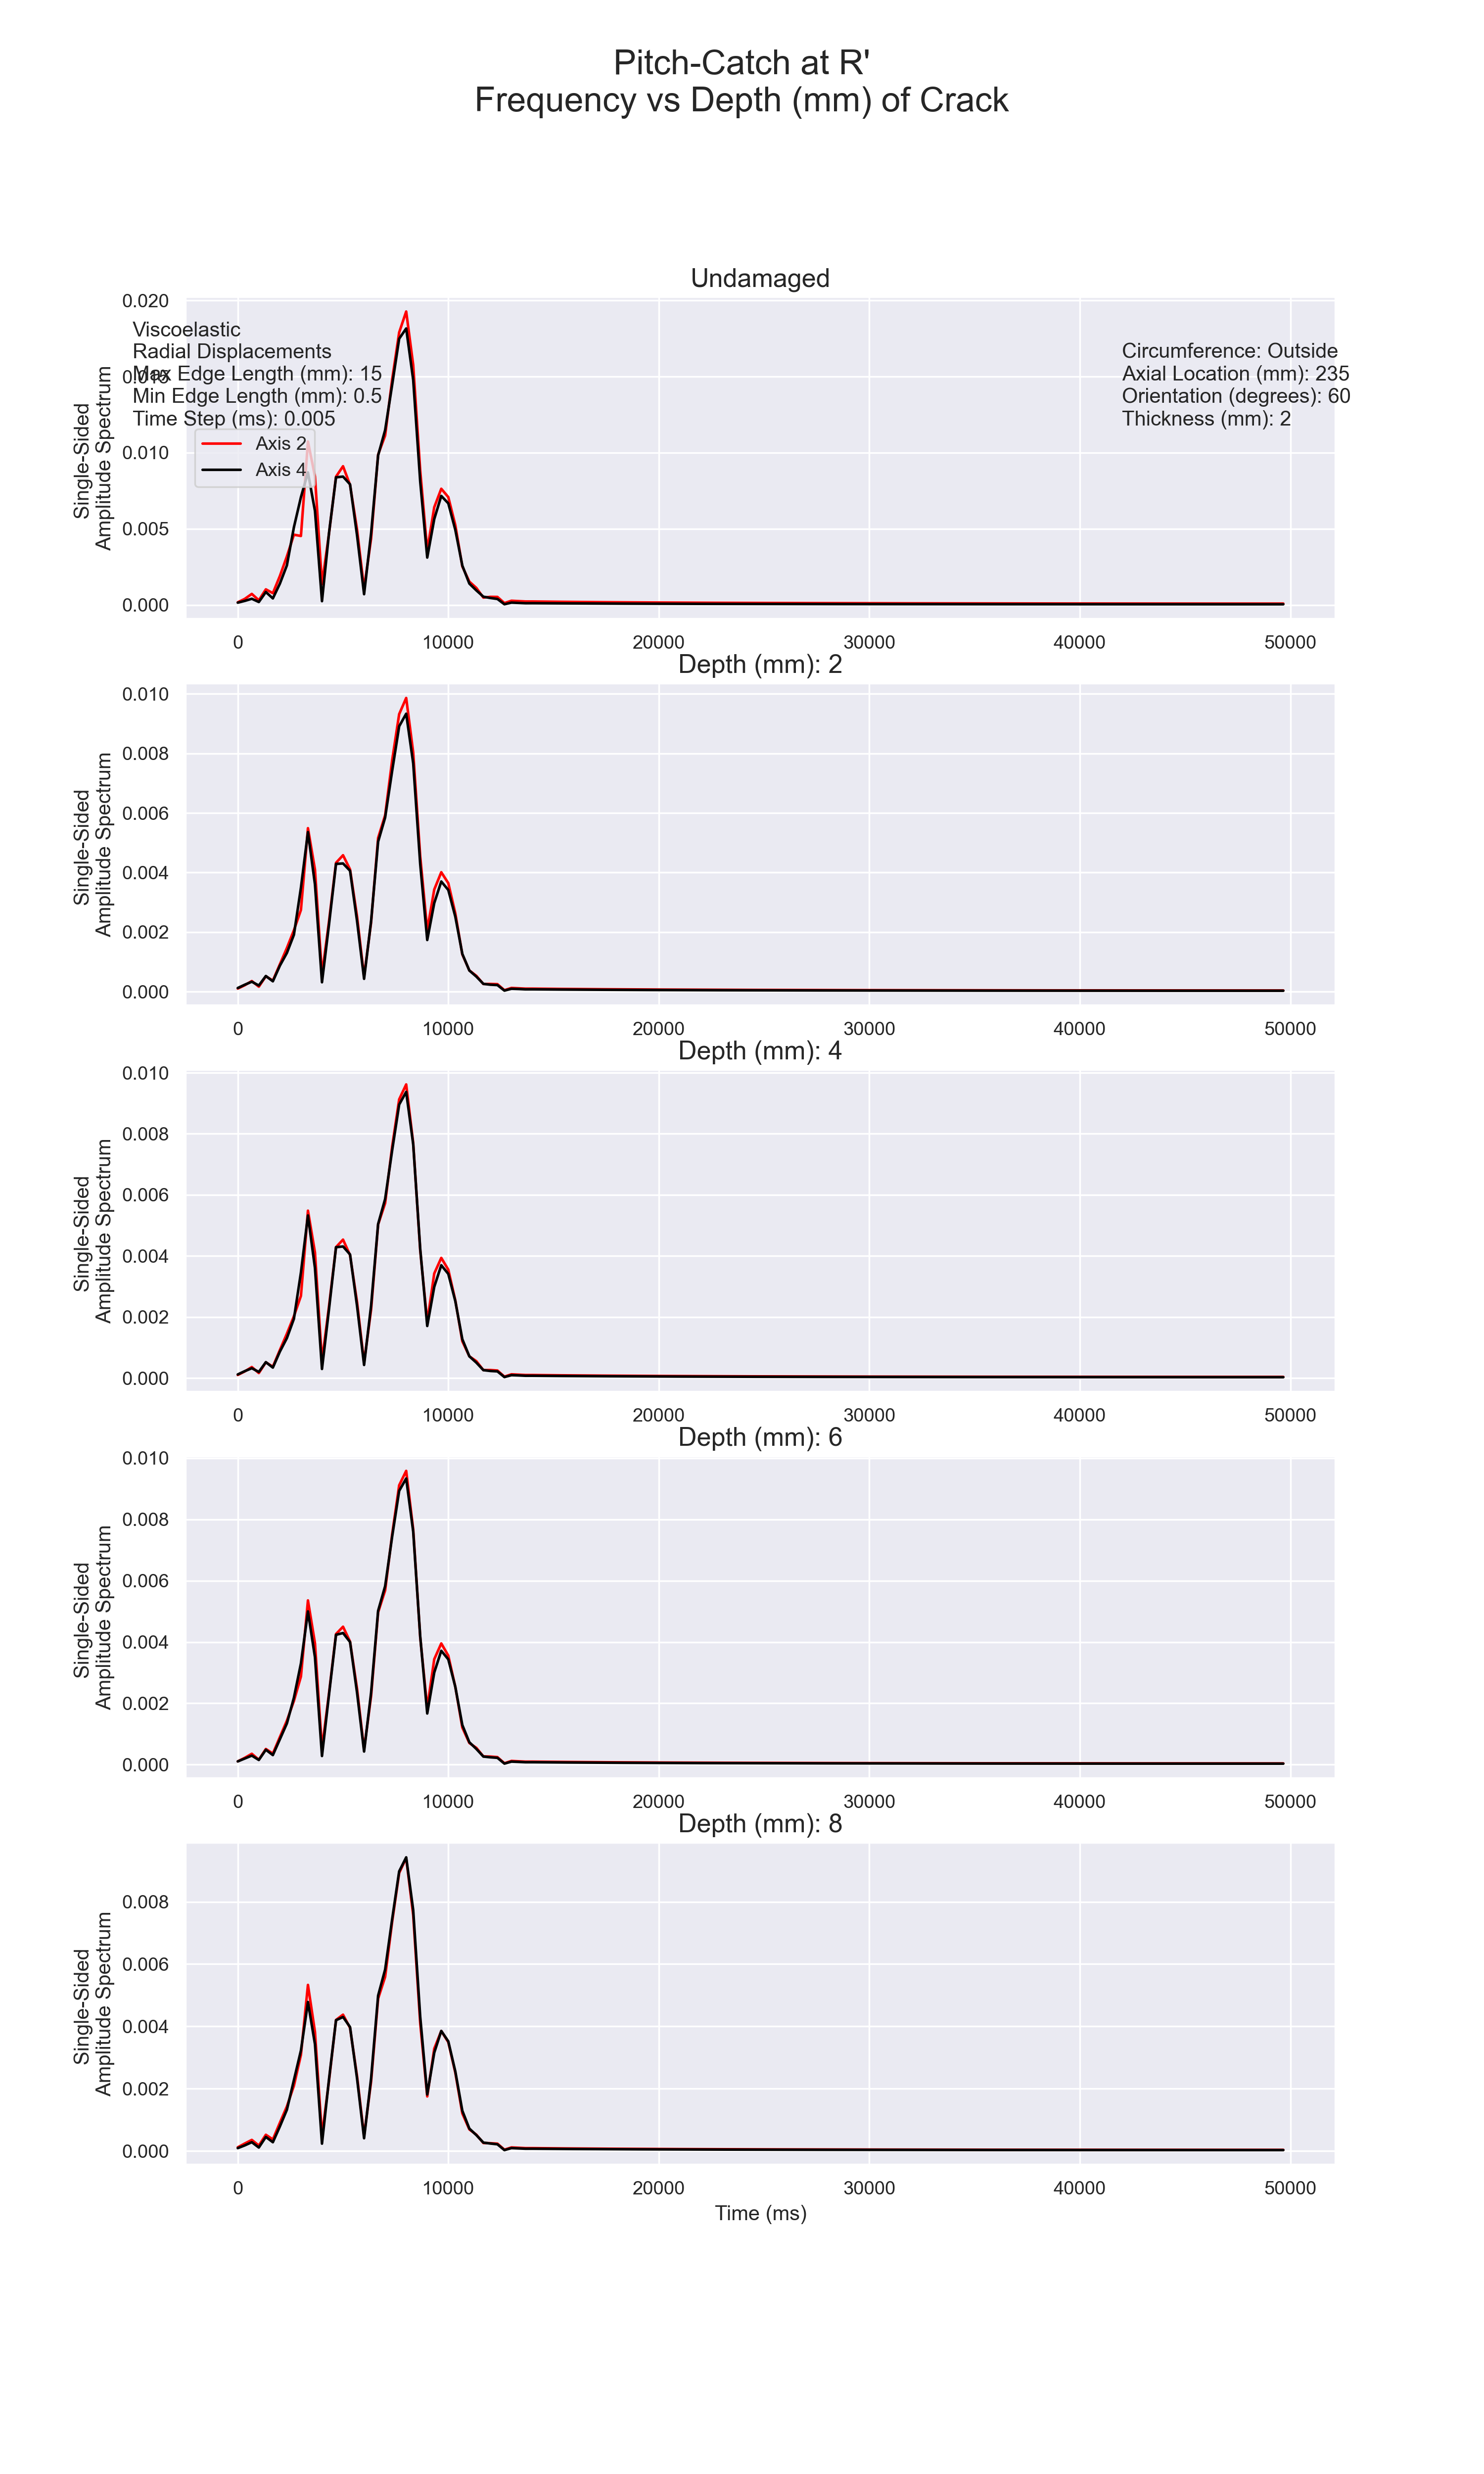 Pitch-Catch at R'
Frequency vs Depth (mm) of Crack
Undamaged
0.020
0.015
0.010
0.005
0.000
Single-Sided
Amplitude Spectrum
Viscoelastic
Radial Displacements
Max Edge Length (mm): 15
Min Edge Length (mm): 0.5
Time Step (ms): 0.005
Axis 2
Axis 4
Circumference: Outside
Axial Location (mm): 235
Orientation (degrees): 60
Thickness (mm): 2
0 10000 20000 30000 40000 50000
Depth (mm): 2
0.010
0.008
0.006
0.004
0.002
0.000
Single-Sided
Amplitude Spectrum
0 10000 20000 30000 40000 50000
Depth (mm): 4
0.010
0.008
0.006
0.004
0.002
0.000
Single-Sided
Amplitude Spectrum
0 10000 20000 30000 40000 50000
Depth (mm): 6
0.010
0.008
0.006
0.004
0.002
0.000
Single-Sided
Amplitude Spectrum
0 10000 20000 30000 40000 50000
Depth (mm): 8
0.008
0.006
0.004
0.002
0.000
Single-Sided
Amplitude Spectrum
0 10000 20000 30000 40000 50000
Time (ms)